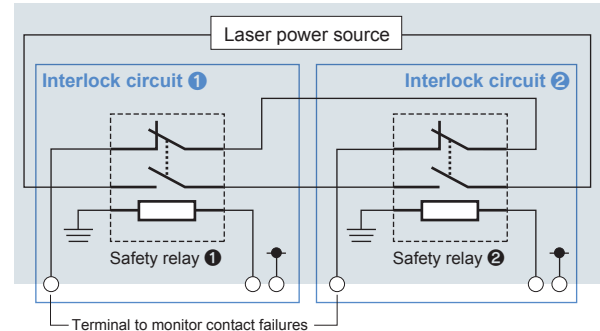 Laser power source
Interlock circuit ❶
Interlock circuit ❷
Safety relay ❶
Safety relay ❷
Terminal to monitor contact failures